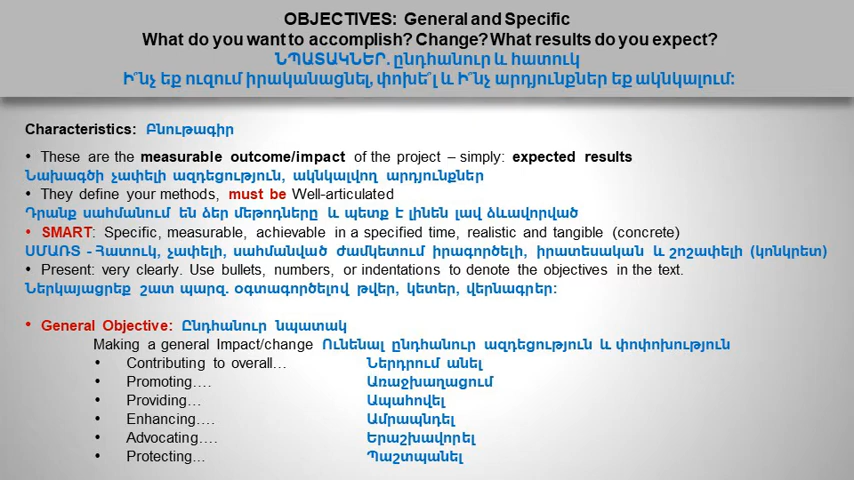 OBJECTIVES: General and Specific
What do you want to accomplish? Change? What results do you expect?
ՆՊԱՏԱԿՆԵՐ. ընդհանուր և հատուկ
Ի՞նչ եք ուզում իրականացնել, փոխե՞լ և Ի՞նչ արդյունքներ եք ակնկալում:
Characteristics: Բնութագիր
• These are the measurable outcome/impact of the project – simply: expected results
Նախագծի չափելի ազդեցություն, ակնկալվող արդյունքներ
• They define your methods, must be Well-articulated
Դրանք սահմանում են ձեր մեթոդները և պետք է լինեն լավ ձևավորված
• SMART: Specific, measurable, achievable in a specified time, realistic and tangible (concrete)
ՍՄԱՌՏ - Հատուկ, չափելի, սահմանված ժամկետում իրագործելի, իրատեսական և շոշափելի (կոնկրետ)
• Present: very clearly. Use bullets, numbers, or indentations to denote the objectives in the text.
Ներկայացրեք շատ պարզ. օգտագործելով թվեր, կետեր, վերնագրեր:
• General Objective: Ընդհանուր նպատակ
Making a general Impact/change Ունենալ ընդհանուր ազդեցություն և փոփոխություն
• Contributing to overall… Ներդրում անել
• Promoting…. Առաջխաղացում
• Providing… Ապահովել
• Enhancing…. Ամրապնդել
• Advocating…. Երաշխավորել
• Protecting… Պաշտպանել